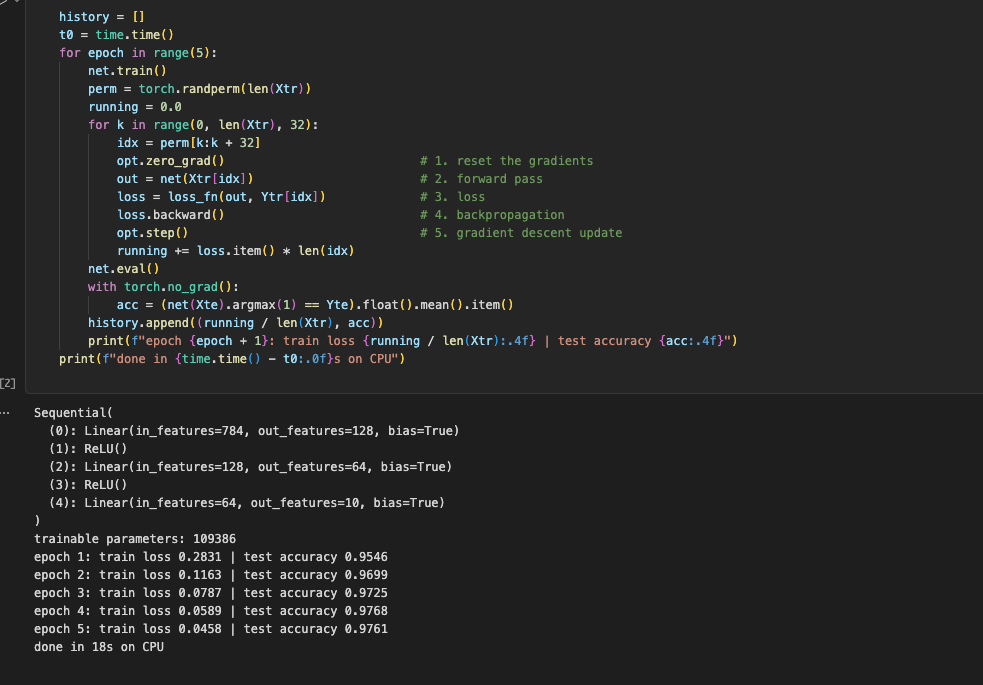 history = []
t0 = time.time()
for epoch in range(5):
    net.train()
    perm = torch.randperm(len(Xtr))
    running = 0.0
    for k in range(0, len(Xtr), 32):
        idx = perm[k:k + 32]
        opt.zero_grad()                           # 1. reset the gradients
        out = net(Xtr[idx])                       # 2. forward pass
        loss = loss_fn(out, Ytr[idx])             # 3. loss
        loss.backward()                           # 4. backpropagation
        opt.step()                                # 5. gradient descent update
        running += loss.item() * len(idx)
    net.eval()
    with torch.no_grad():
        acc = (net(Xte).argmax(1) == Yte).float().mean().item()
    history.append((running / len(Xtr), acc))
    print(f"epoch {epoch + 1}: train loss {running / len(Xtr):.4f} | test accuracy {acc:.4f}")
print(f"done in {time.time() - t0:.0f}s on CPU")
[2]
... Sequential(
  (0): Linear(in_features=784, out_features=128, bias=True)
  (1): ReLU()
  (2): Linear(in_features=128, out_features=64, bias=True)
  (3): ReLU()
  (4): Linear(in_features=64, out_features=10, bias=True)
)
trainable parameters: 109386
epoch 1: train loss 0.2831 | test accuracy 0.9546
epoch 2: train loss 0.1163 | test accuracy 0.9699
epoch 3: train loss 0.0787 | test accuracy 0.9725
epoch 4: train loss 0.0589 | test accuracy 0.9768
epoch 5: train loss 0.0458 | test accuracy 0.9761
done in 18s on CPU